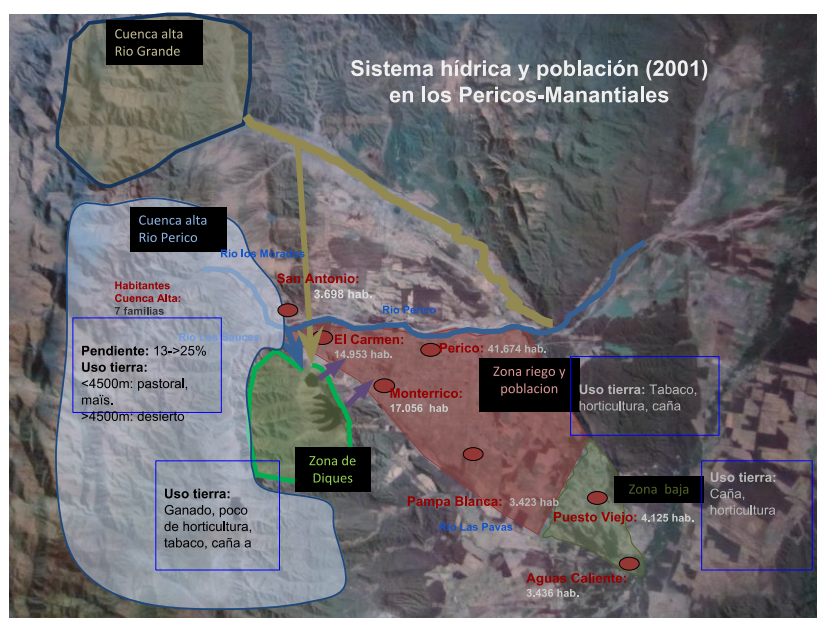 Cuenca alta
Rio Grande
Sistema hídrica y población (2001)
en los Pericos-Manantiales
Cuenca alta
Rio Perico
Rio los Morados
San Antonio:
3.698 hab.
Habitantes
Cuenca Alta:
7 familias
Rio Perico
El Carmen:
14.953 hab.
Perico: 41.674 hab.
Pendiente: 13->25%
Uso tierra:
<4500m: pastoral,
maïs.
>4500m: desierto
Zona riego y
poblacion
Uso tierra: Tabaco,
horticultura, caña
Monterrico:
17.056 hab
Zona de
Diques
Uso tierra:
Ganado, poco
de horticultura,
tabaco, caña a
Zona baja
Uso tierra:
Caña,
horticultura
Pampa Blanca: 3.423 hab
Rio Las Pavas
Puesto Viejo: 4.125 hab.
Aguas Caliente:
3.436 hab.